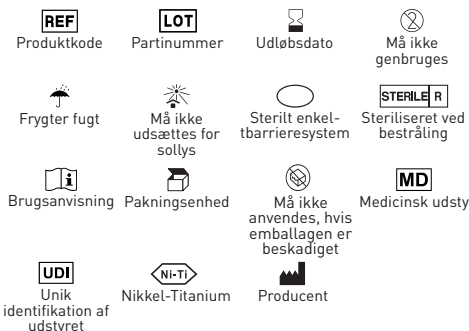 REF
LOT
Produktkode
Partinummer
Udløbsdato
Må ikke
genbruges
STERILE R
Frygter fugt
Må ikke
udsættes for
sollys
Sterilt enkel-
tbarrieresystem
Steriliseret ved
bestråling
i
MD
Brugsanvisning
Pakningsenhed
Må ikke
anvendes, hvis
emballagen er
beskadiget
Medicinsk udsty
UDI
Ni-Ti
Unik
identifikation af
udstyret
Nikkel-Titanium
Producent